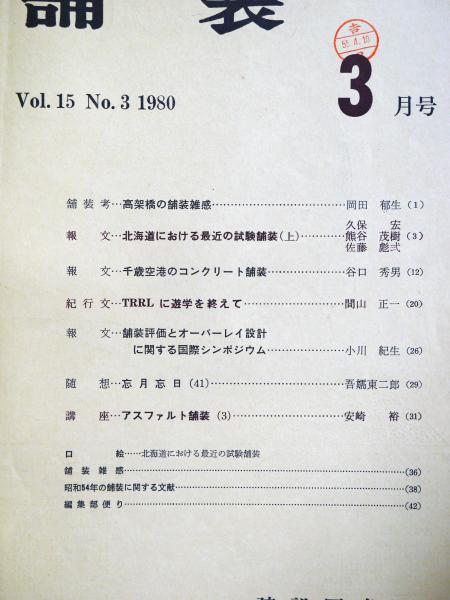 舗装
55.4.10
Vol. 15 No. 3 1980
3月号
舗装考…高架橋の舗装雑感……岡田 郁生 (1)
報文…北海道における最近の試験舗装(上)……久保 宏
熊谷 茂樹 (3)
佐藤 彪弍
報文…千歳空港のコンクリート舗装……谷口 秀男 (12)
紀行文…TRRL に遊学を終えて……間山 正一 (20)
報文…舗装評価とオーバーレイ設計
に関する国際シンポジウム……小川 紀生 (26)
随想…忘月忘日 (41)……吾嬬東二郎 (29)
講座…アスファルト舗装 (3)……安崎 裕 (31)
口絵……北海道における最近の試験舗装
舗装雑感……(36)
昭和54年の舗装に関する文献……(38)
編集部便り……(42)